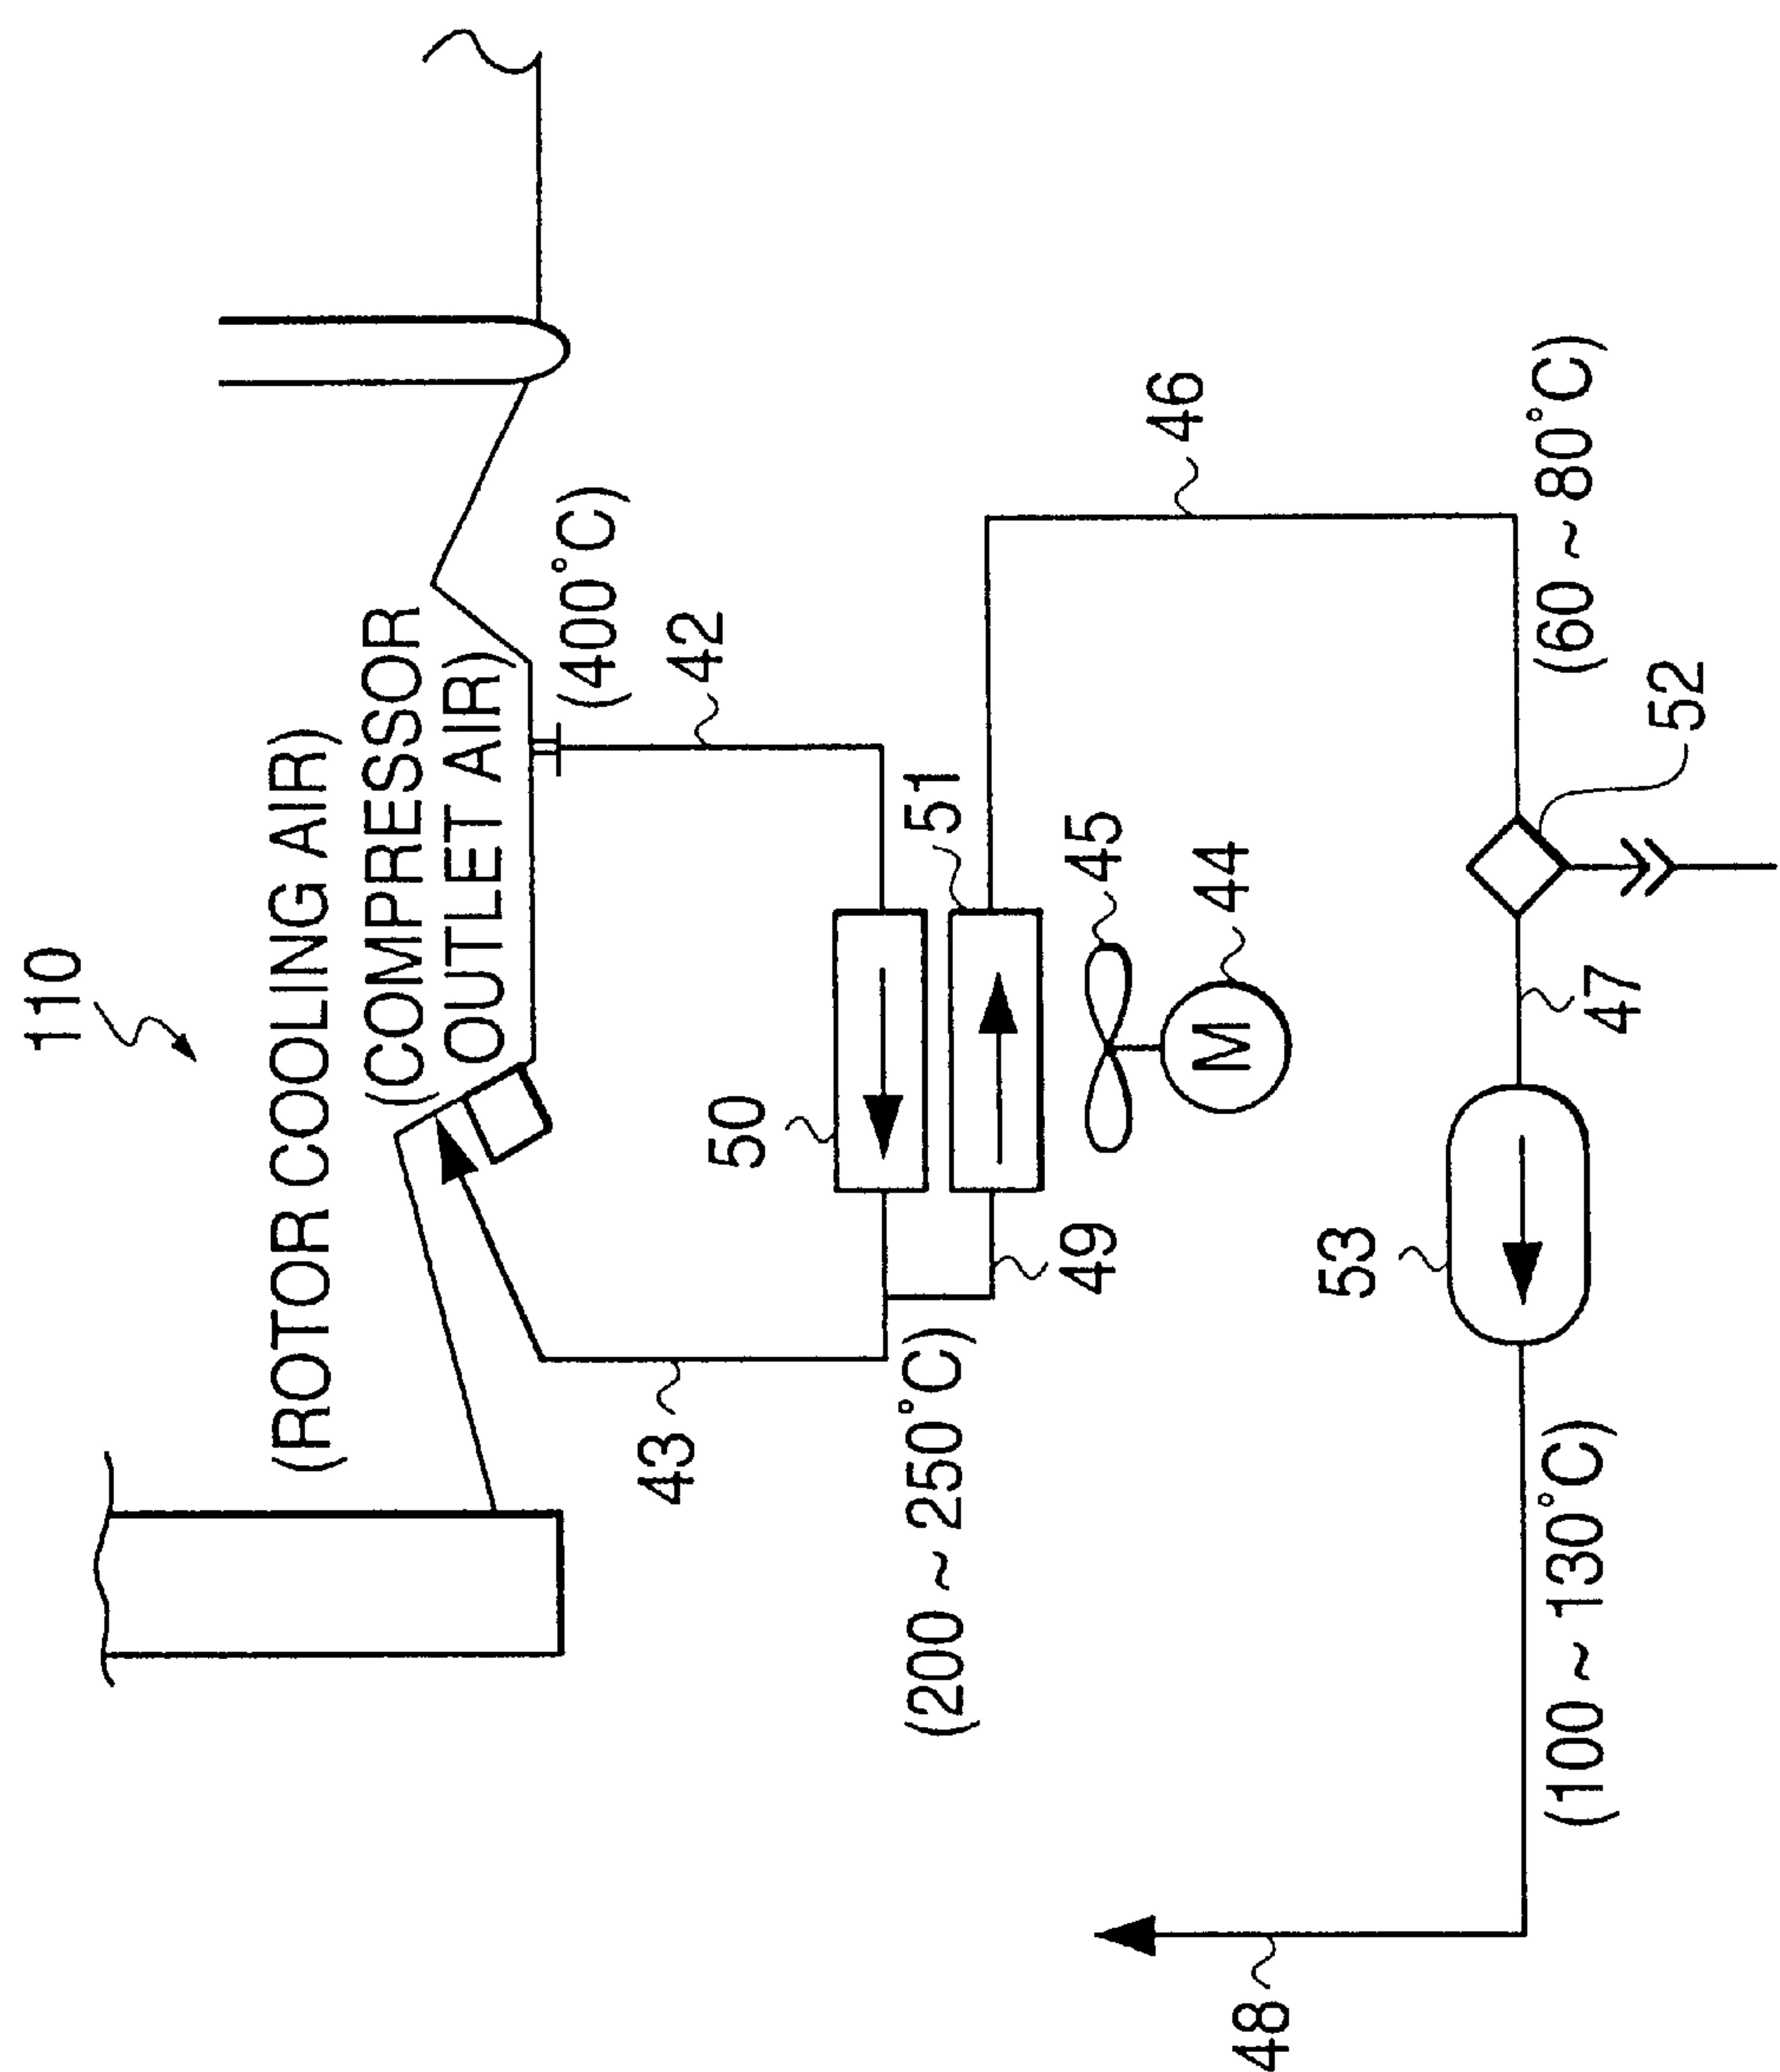 110
(ROTOR COOLING AIR)
(COMPRESSOR
OUTLET AIR)
(400°C)
42
43
50
51
(200 ~ 250°C)
49
45
44
46
53
47
52
(60 ~ 80°C)
(100 ~ 130°C)
48
M